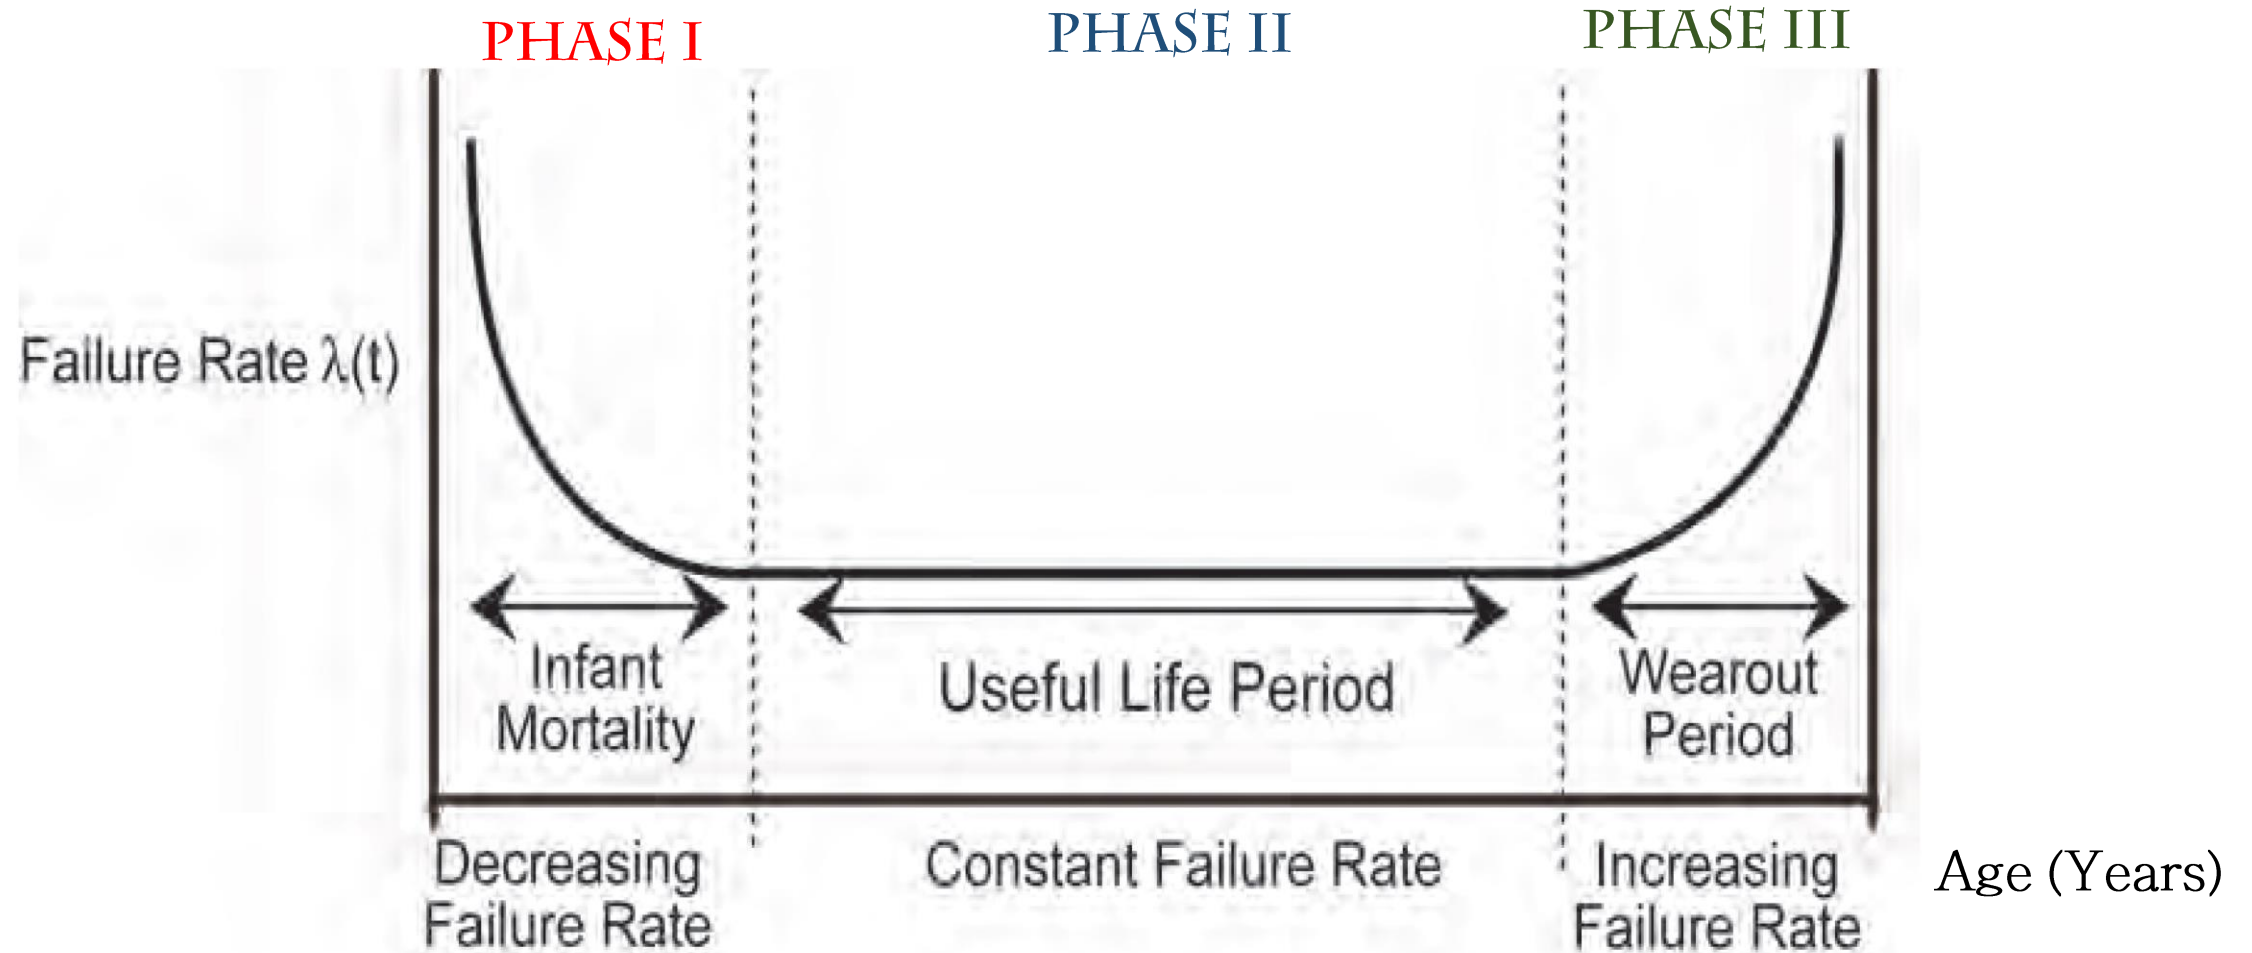 PHASE I
PHASE II
PHASE III
Failure Rate λ(t)
Infant
Mortality
Useful Life Period
Wearout
Period
Decreasing
Failure Rate
Constant Failure Rate
Increasing
Failure Rate
Age (Years)